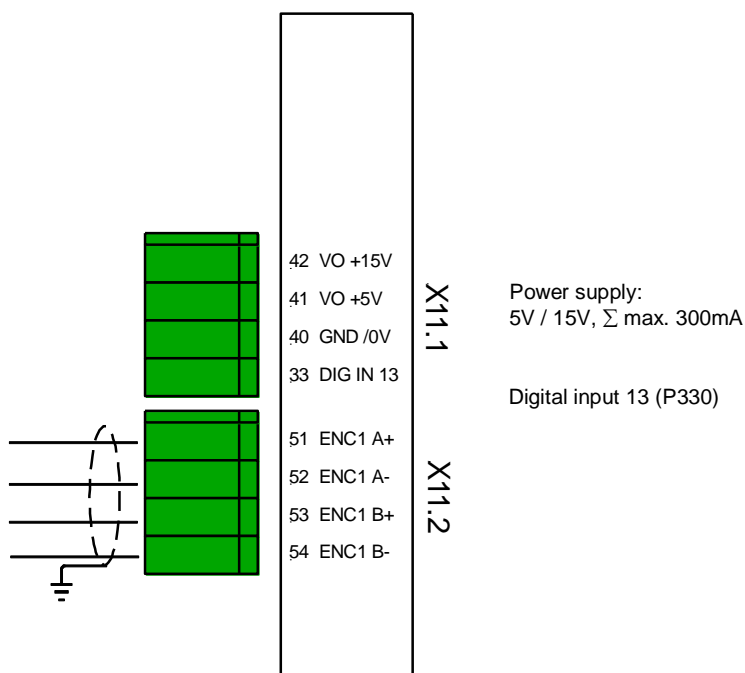 42 VO +15V
41 VO +5V
40 GND /0V
33 DIG IN 13
X11.1
Power supply:
5V / 15V, ∑ max. 300mA
Digital input 13 (P330)
51 ENC1 A+
52 ENC1 A-
53 ENC1 B+
54 ENC1 B-
X11.2